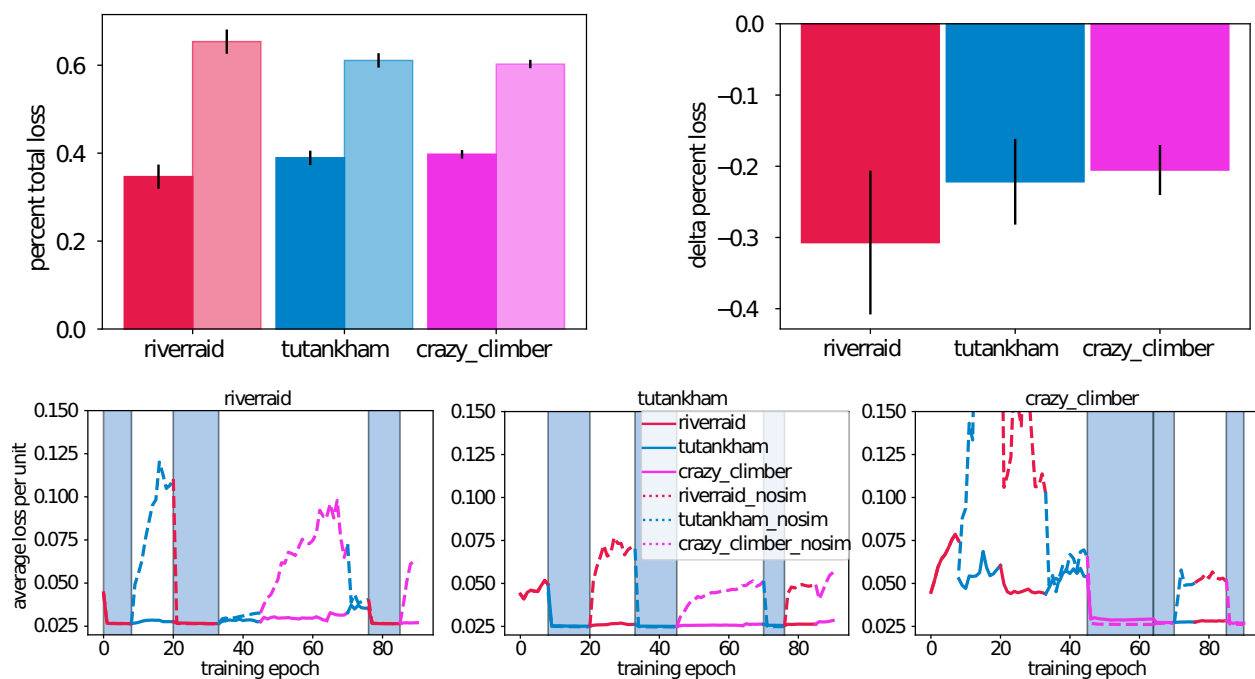 percent total loss
0.6
0.4
0.2
0.0
riverraid tutankham crazy_climber
delta percent loss
0.0
−0.1
−0.2
−0.3
−0.4
riverraid tutankham crazy_climber
riverraid
average loss per unit
0.150
0.125
0.100
0.075
0.050
0.025
0 20 40 60 80
training epoch
tutankham
0.150
0.125
0.100
0.075
0.050
0.025
riverraid
tutankham
crazy_climber
riverraid_nosim
tutankham_nosim
crazy_climber_nosim
0 20 40 60 80
training epoch
crazy_climber
0.150
0.125
0.100
0.075
0.050
0.025
0 20 40 60 80
training epoch